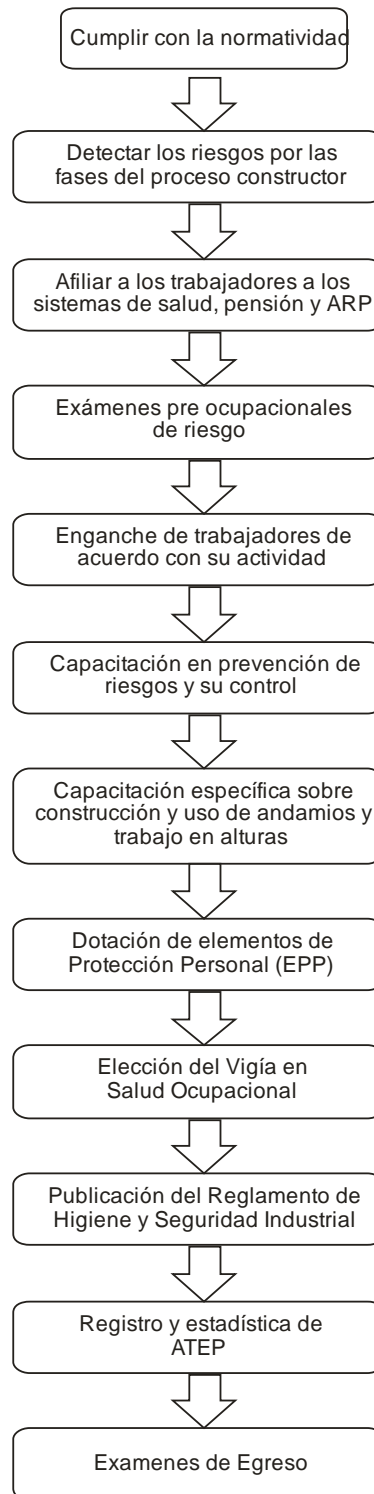 Cumplir con la normatividad
Detectar los riesgos por las
fases del proceso constructor
Afiliar a los trabajadores a los
sistemas de salud, pensión y ARP
Exámenes pre ocupacionales
de riesgo
Enganche de trabajadores de
acuerdo con su actividad
Capacitación en prevención de
riesgos y su control
Capacitación específica sobre
construcción y uso de andamios y
trabajo en alturas
Dotación de elementos de
Protección Personal (EPP)
Elección del Vigía en
Salud Ocupacional
Publicación del Reglamento de
Higiene y Seguridad Industrial
Registro y estadística de
ATEP
Examenes de Egreso